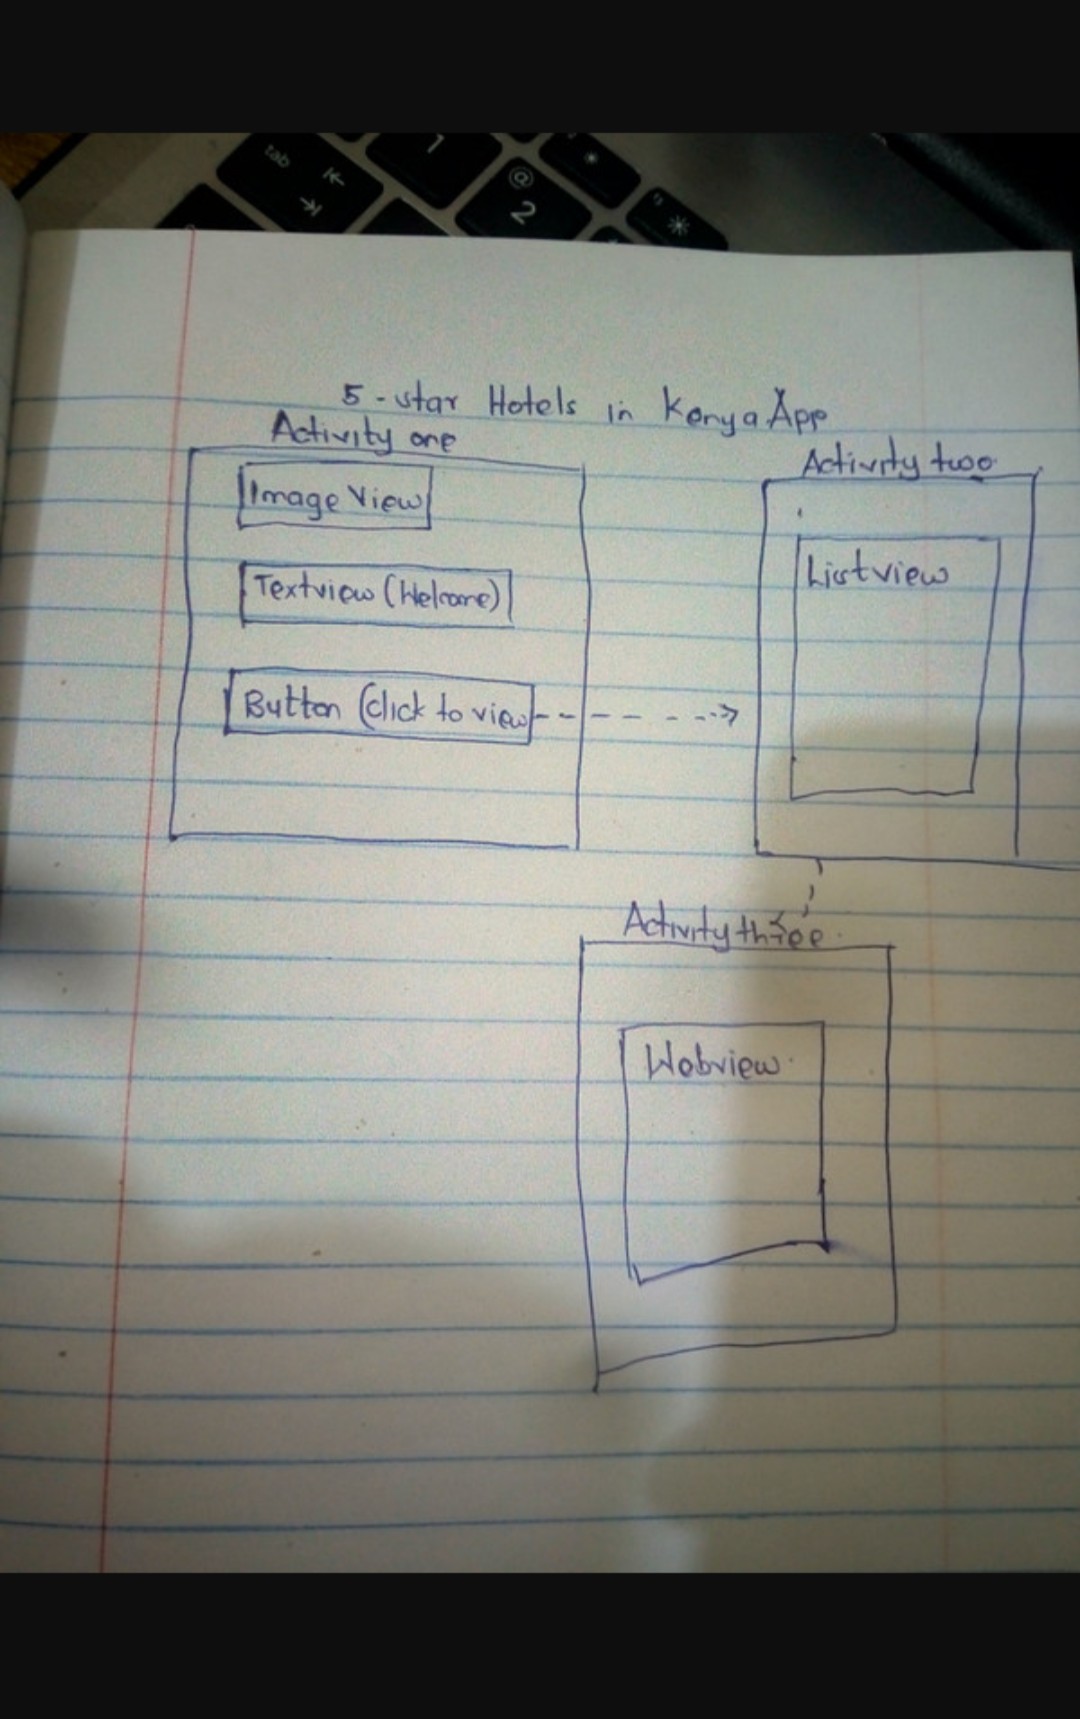 tab
1
@
2
5-star Hotels in Kenya App
Activity one
Image View
Textview (Welcome)
Button (Click to view
Activity two
Listview
Activity three
Webview